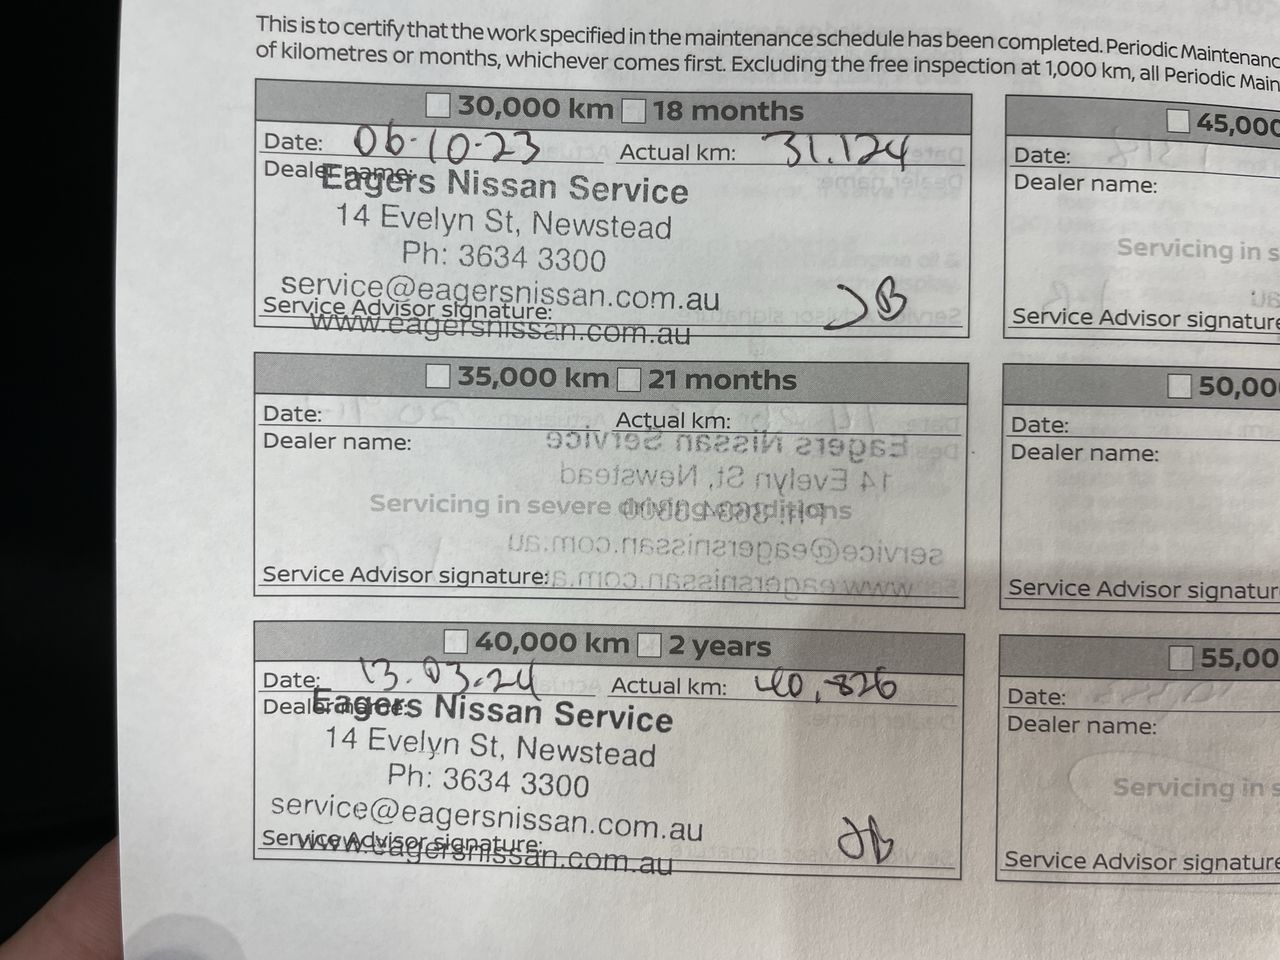 This is to certify that the work specified in the maintenance schedule has been completed. Periodic Maintenanc
of kilometres or months, whichever comes first. Excluding the free inspection at 1,000 km, all Periodic Main
30,000 km 18 months
Date: 06-10-23 Actual km: 31.124
Dealer name:
Eagers Nissan Service
14 Evelyn St, Newstead
Ph: 3634 3300
service@eagersnissan.com.au
Service Advisor signature: JB
www.eagersnissan.com.au
35,000 km 21 months
Date: Actual km:
Dealer name:
Servicing in severe driving conditions
Service Advisor signature:
40,000 km 2 years
Date: 13.03.24 Actual km: 40,826
Dealer name:
Eagers Nissan Service
14 Evelyn St, Newstead
Ph: 3634 3300
service@eagersnissan.com.au
Service Advisor signature: JB
www.eagersnissan.com.au
45,000
Date:
Dealer name:
Servicing in s
Service Advisor signature
50,00
Date:
Dealer name:
Service Advisor signatur
55,00
Date:
Dealer name:
Servicing in s
Service Advisor signature